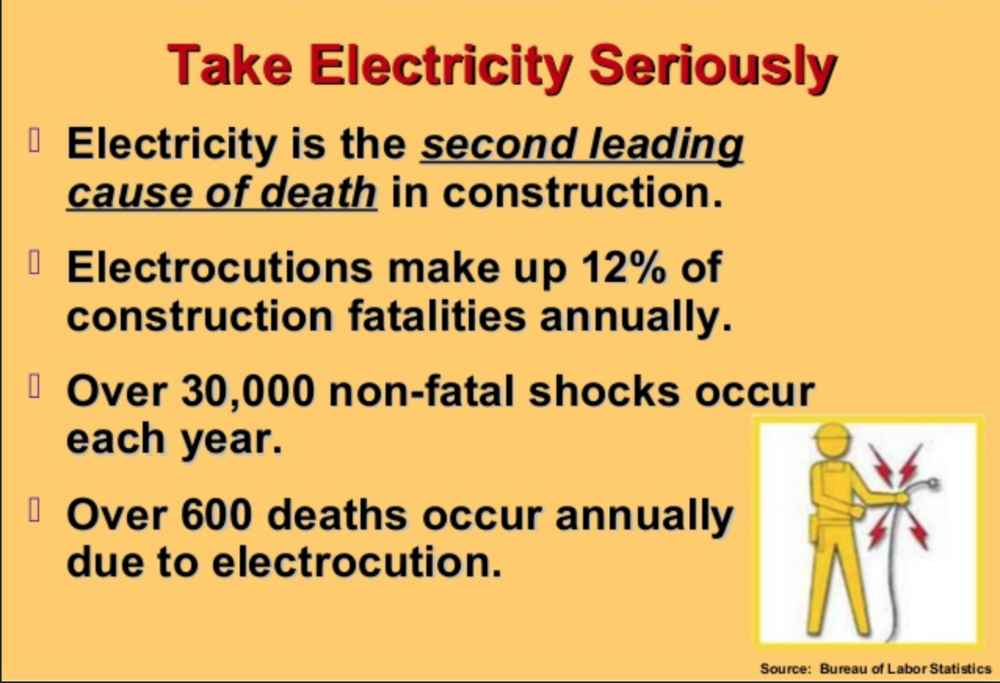 Take Electricity Seriously
Electricity is the second leading
cause of death in construction.
Electrocutions make up 12% of
construction fatalities annually.
Over 30,000 non-fatal shocks occur
each year.
Over 600 deaths occur annually
due to electrocution.
Source: Bureau of Labor Statistics